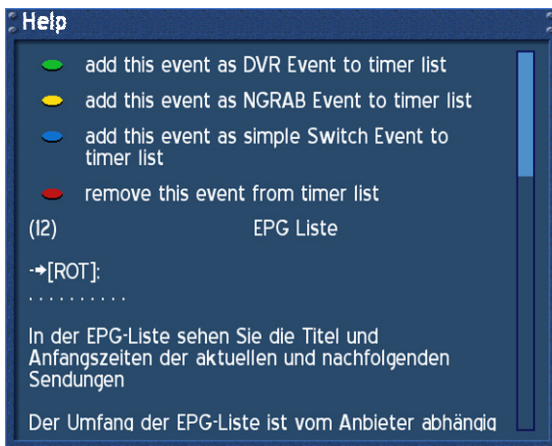 Help
add this event as DVR Event to timer list
add this event as NGRAB Event to timer list
add this event as simple Switch Event to
timer list
remove this event from timer list
(12) EPG Liste
-➔[ROT]:
. . . . . . . . . .
In der EPG-Liste sehen Sie die Titel und
Anfangszeiten der aktuellen und nachfolgenden
Sendungen
Der Umfang der EPG-Liste ist vom Anbieter abhängig